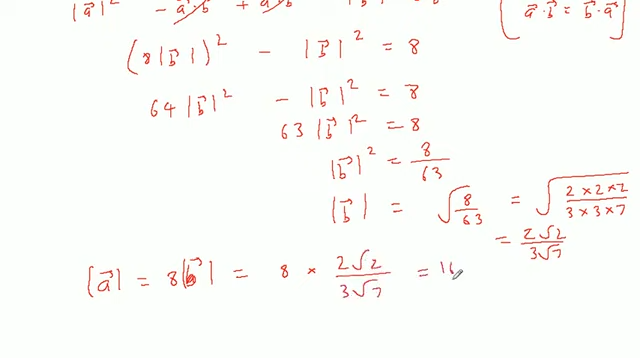 |a⃗|² - a⃗·b⃗ + a⃗·b⃗
a⃗·b⃗ = b⃗·a⃗
(8|b⃗|)² - |b⃗|² = 8
64|b⃗|² - |b⃗|² = 8
63|b⃗|² = 8
|b⃗|² = 8/63
|b⃗| = √(8/63) = √((2×2×2)/(3×3×7))
= 2√2/3√7
|a⃗| = 8|b⃗| = 8 × 2√2/3√7 = 16